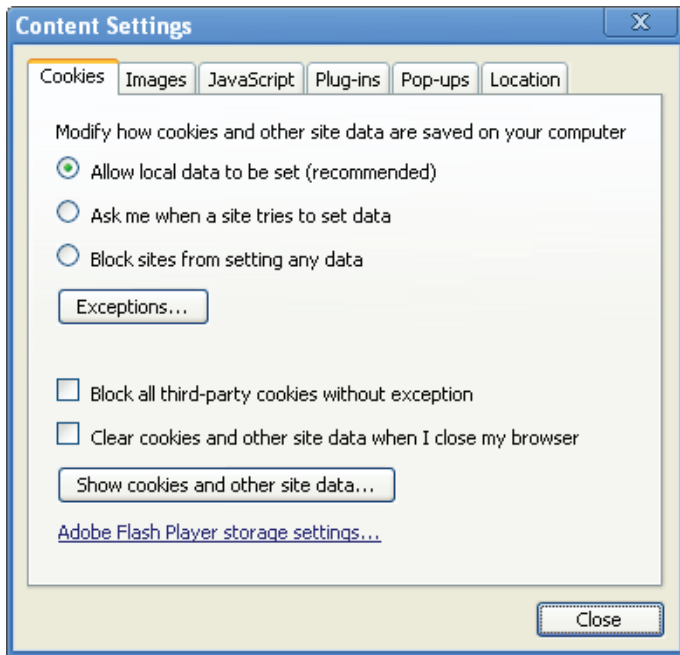 Content Settings
Cookies Images JavaScript Plug-ins Pop-ups Location
Modify how cookies and other site data are saved on your computer
Allow local data to be set (recommended)
Ask me when a site tries to set data
Block sites from setting any data
Exceptions...
Block all third-party cookies without exception
Clear cookies and other site data when I close my browser
Show cookies and other site data...
Adobe Flash Player storage settings...
Close